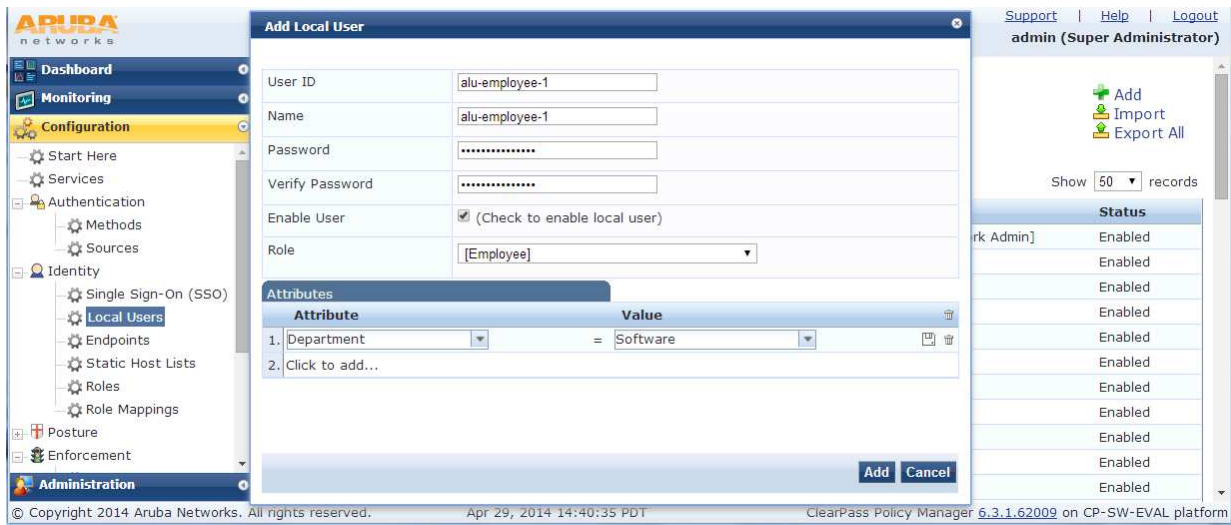 ARUBA
networks
Support | Help | Logout
admin (Super Administrator)
Dashboard
Monitoring
Configuration
Start Here
Services
Authentication
Methods
Sources
Identity
Single Sign-On (SSO)
Local Users
Endpoints
Static Host Lists
Roles
Role Mappings
Posture
Enforcement
Administration
Add Local User
User ID alu-employee-1
Name alu-employee-1
Password •••••••••••••••
Verify Password •••••••••••••••
Enable User (Check to enable local user)
Role [Employee]
Attributes
Attribute Value
1. Department = Software
2. Click to add...
Add Cancel
Add
Import
Export All
Show 50 records
Status
rk Admin] Enabled
Enabled
Enabled
Enabled
Enabled
Enabled
Enabled
Enabled
Enabled
Enabled
Enabled
© Copyright 2014 Aruba Networks. All rights reserved. Apr 29, 2014 14:40:35 PDT ClearPass Policy Manager 6.3.1.62009 on CP-SW-EVAL platform